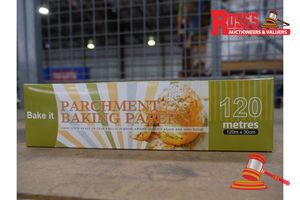 ROSS'S
AUCTIONEERS & VALUERS
Bake it
PARCHMENT
BAKING PAPER
120
metres
120m x 30cm